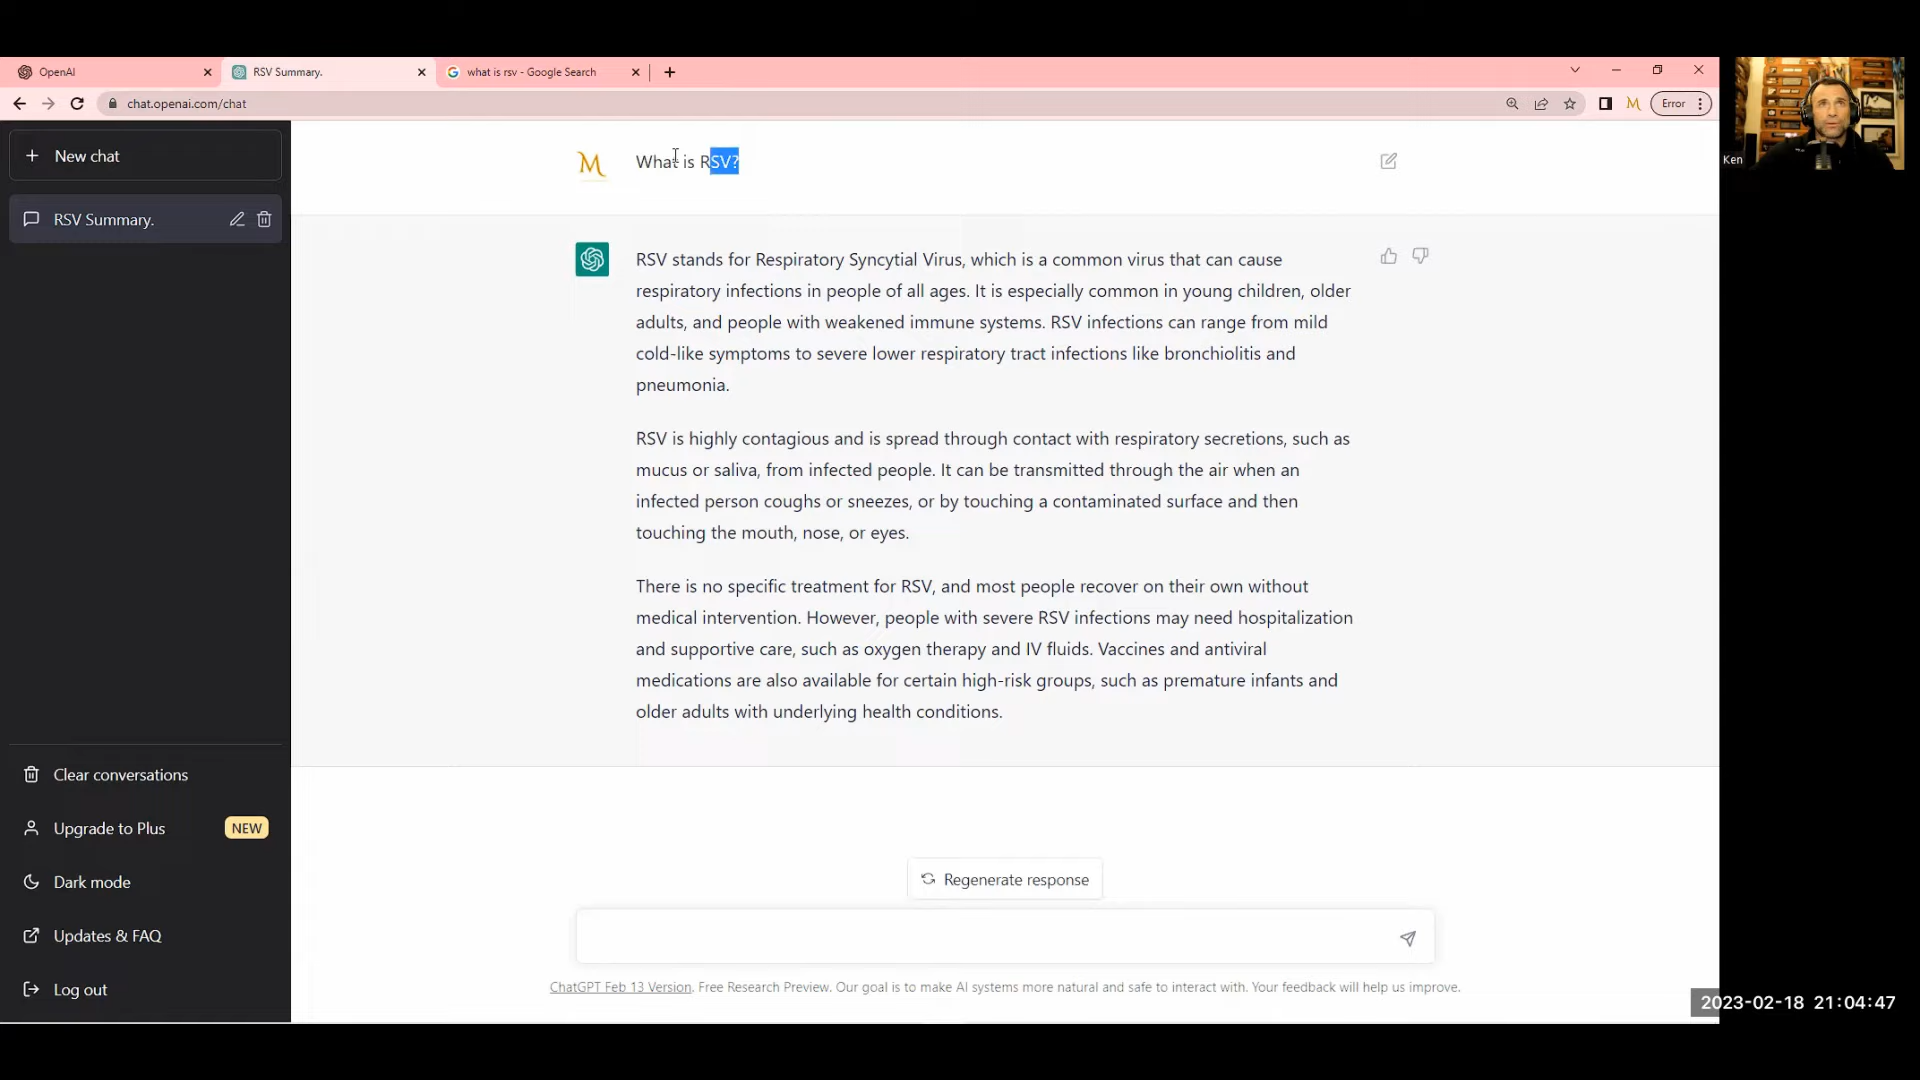 OpenAI
RSV Summary.
what is rsv - Google Search
chat.openai.com/chat
Error
Ken
New chat
RSV Summary.
What is RSV?
RSV stands for Respiratory Syncytial Virus, which is a common virus that can cause
respiratory infections in people of all ages. It is especially common in young children, older
adults, and people with weakened immune systems. RSV infections can range from mild
cold-like symptoms to severe lower respiratory tract infections like bronchiolitis and
pneumonia.
RSV is highly contagious and is spread through contact with respiratory secretions, such as
mucus or saliva, from infected people. It can be transmitted through the air when an
infected person coughs or sneezes, or by touching a contaminated surface and then
touching the mouth, nose, or eyes.
There is no specific treatment for RSV, and most people recover on their own without
medical intervention. However, people with severe RSV infections may need hospitalization
and supportive care, such as oxygen therapy and IV fluids. Vaccines and antiviral
medications are also available for certain high-risk groups, such as premature infants and
older adults with underlying health conditions.
Clear conversations
Upgrade to Plus NEW
Dark mode
Updates & FAQ
Log out
Regenerate response
ChatGPT Feb 13 Version. Free Research Preview. Our goal is to make AI systems more natural and safe to interact with. Your feedback will help us improve.
2023-02-18 21:04:47